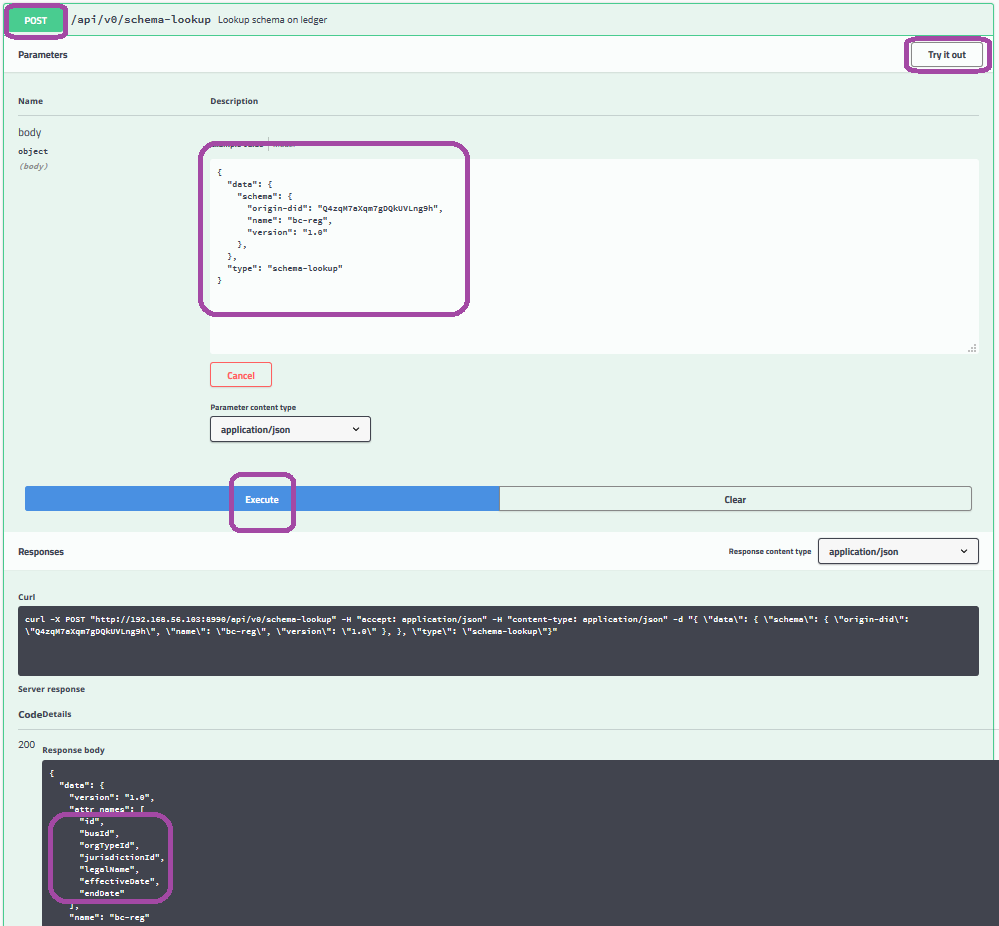 POST /api/v0/schema-lookup Lookup schema on ledger
Parameters
Try it out
Name Description
body
object
(body)
{
"data": {
"schema": {
"origin-did": "Q4zqM7aXqm7gDQkUVLng9h",
"name": "bc-reg",
"version": "1.0"
},
},
"type": "schema-lookup"
}
Cancel
Parameter content type
application/json
Execute
Clear
Responses
Response content type application/json
Curl
curl -X POST "http://192.168.56.103:8990/api/v0/schema-lookup" -H "accept: application/json" -H "content-type: application/json" -d "{ \"data\": { \"schema\": { \"origin-did\":
\"Q4zqM7aXqm7gDQkUVLng9h\", \"name\": \"bc-reg\", \"version\": \"1.0\" }, }, \"type\": \"schema-lookup\"}"
Server response
Code Details
200
Response body
{
"data": {
"version": "1.0",
"attr_names": [
"id",
"busId",
"orgTypeId",
"jurisdictionId",
"legalName",
"effectiveDate",
"endDate"
],
"name": "bc-reg"